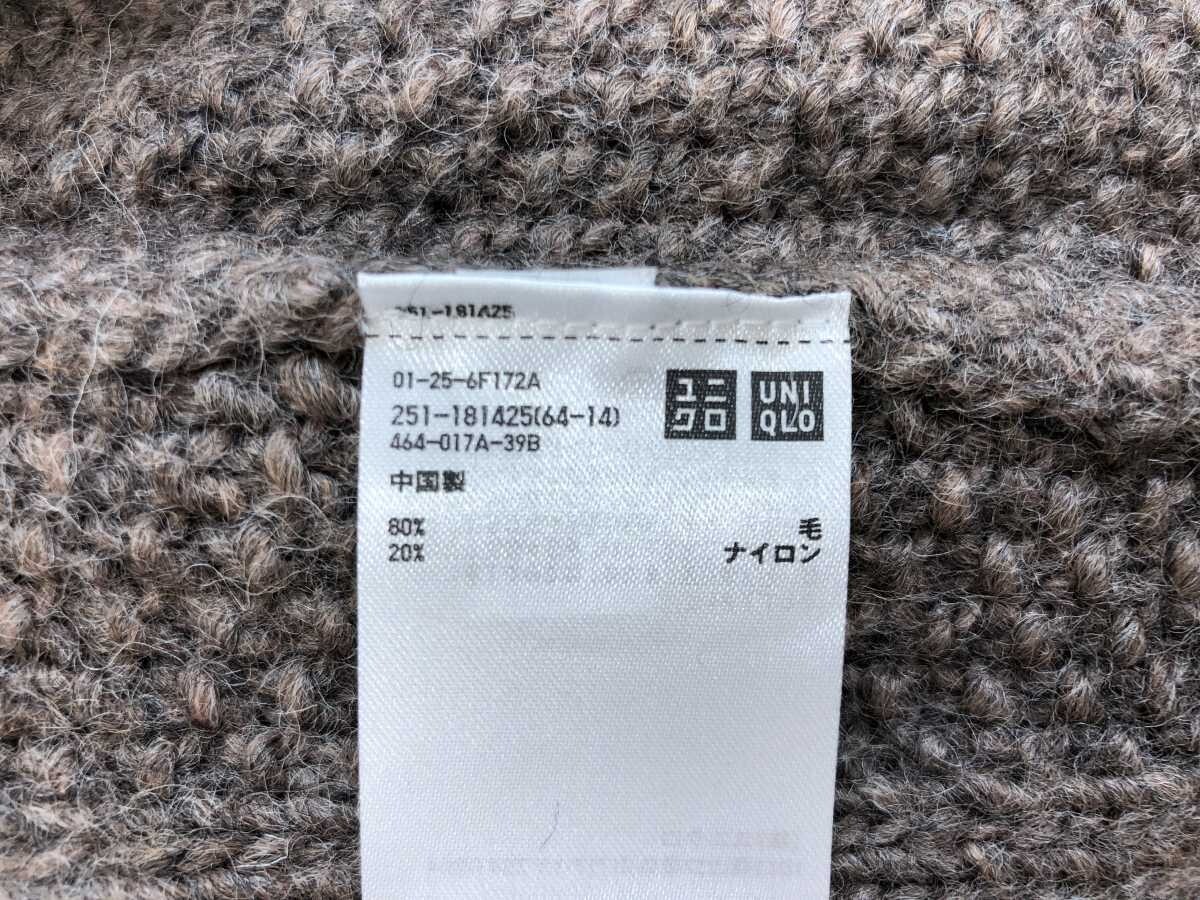 251-181425
01-25-6F172A
251-181425(64-14)
464-017A-39B
ユニ
クロ
UNI
QLO
中国製
80% 毛
20% ナイロン